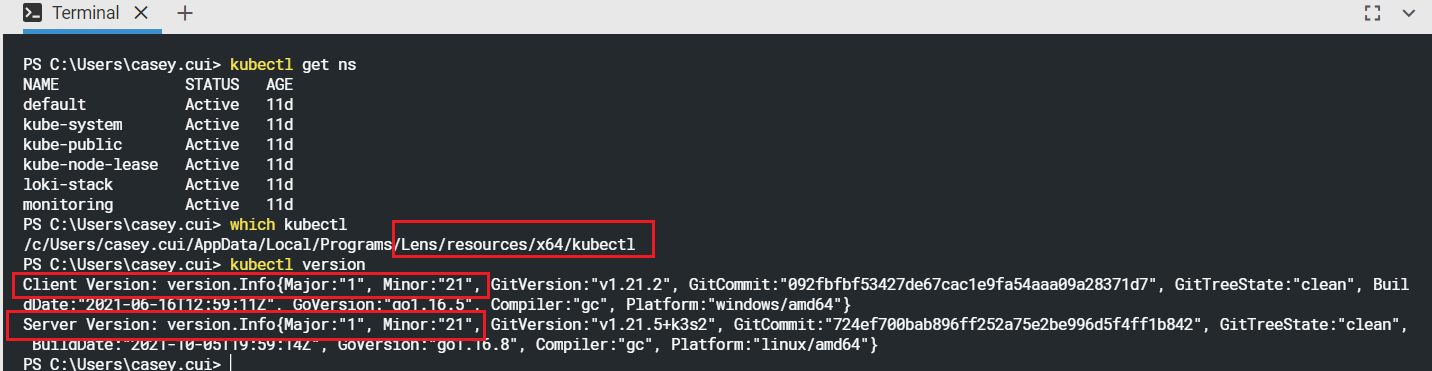 Terminal
PS C:\Users\casey.cui> kubectl get ns
NAME STATUS AGE
default Active 11d
kube-system Active 11d
kube-public Active 11d
kube-node-lease Active 11d
loki-stack Active 11d
monitoring Active 11d
PS C:\Users\casey.cui> which kubectl
/c/Users/casey.cui/AppData/Local/Programs/Lens/resources/x64/kubectl
PS C:\Users\casey.cui> kubectl version
Client Version: version.Info{Major:"1", Minor:"21", GitVersion:"v1.21.2", GitCommit:"092fbfbf53427de67cac1e9fa54aaa09a28371d7", GitTreeState:"clean", Buil
dDate:"2021-06-16T12:59:11Z", GoVersion:"go1.16.5", Compiler:"gc", Platform:"windows/amd64"}
Server Version: version.Info{Major:"1", Minor:"21", GitVersion:"v1.21.5+k3s2", GitCommit:"724ef700bab896ff252a75e2be996d5f4ff1b842", GitTreeState:"clean",
BuildDate:"2021-10-05T19:59:14Z", GoVersion:"go1.16.8", Compiler:"gc", Platform:"linux/amd64"}
PS C:\Users\casey.cui>